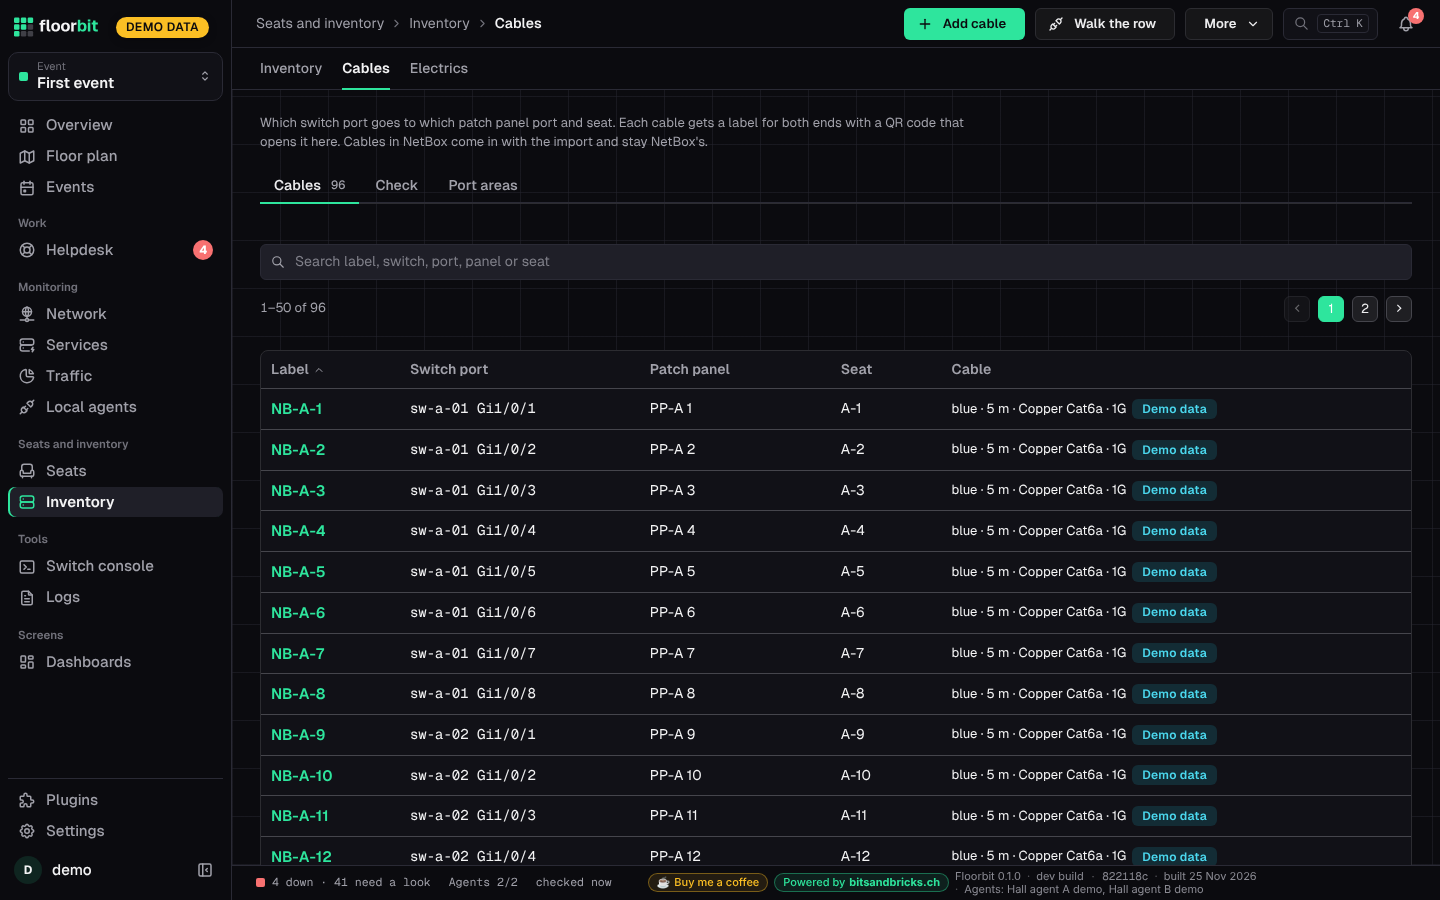 floorbit DEMO DATA
Event
First event
Overview
Floor plan
Events
Work
Helpdesk 4
Monitoring
Network
Services
Traffic
Local agents
Seats and inventory
Seats
Inventory
Tools
Switch console
Logs
Screens
Dashboards
Plugins
Settings
D demo
Seats and inventory > Inventory > Cables
+ Add cable
Walk the row
More
Ctrl K
4
Inventory Cables Electrics
Which switch port goes to which patch panel port and seat. Each cable gets a label for both ends with a QR code that
opens it here. Cables in NetBox come in with the import and stay NetBox's.
Cables 96 Check Port areas
Search label, switch, port, panel or seat
1–50 of 96
1 2
Label Switch port Patch panel Seat Cable
NB-A-1 sw-a-01 Gi1/0/1 PP-A 1 A-1 blue · 5 m · Copper Cat6a · 1G Demo data
NB-A-2 sw-a-01 Gi1/0/2 PP-A 2 A-2 blue · 5 m · Copper Cat6a · 1G Demo data
NB-A-3 sw-a-01 Gi1/0/3 PP-A 3 A-3 blue · 5 m · Copper Cat6a · 1G Demo data
NB-A-4 sw-a-01 Gi1/0/4 PP-A 4 A-4 blue · 5 m · Copper Cat6a · 1G Demo data
NB-A-5 sw-a-01 Gi1/0/5 PP-A 5 A-5 blue · 5 m · Copper Cat6a · 1G Demo data
NB-A-6 sw-a-01 Gi1/0/6 PP-A 6 A-6 blue · 5 m · Copper Cat6a · 1G Demo data
NB-A-7 sw-a-01 Gi1/0/7 PP-A 7 A-7 blue · 5 m · Copper Cat6a · 1G Demo data
NB-A-8 sw-a-01 Gi1/0/8 PP-A 8 A-8 blue · 5 m · Copper Cat6a · 1G Demo data
NB-A-9 sw-a-02 Gi1/0/1 PP-A 9 A-9 blue · 5 m · Copper Cat6a · 1G Demo data
NB-A-10 sw-a-02 Gi1/0/2 PP-A 10 A-10 blue · 5 m · Copper Cat6a · 1G Demo data
NB-A-11 sw-a-02 Gi1/0/3 PP-A 11 A-11 blue · 5 m · Copper Cat6a · 1G Demo data
NB-A-12 sw-a-02 Gi1/0/4 PP-A 12 A-12 blue · 5 m · Copper Cat6a · 1G Demo data
4 down · 41 need a look Agents 2/2 checked now
Buy me a coffee
Powered by bitsandbricks.ch
Floorbit 0.1.0 · dev build · 822118c · built 25 Nov 2026
· Agents: Hall agent A demo, Hall agent B demo